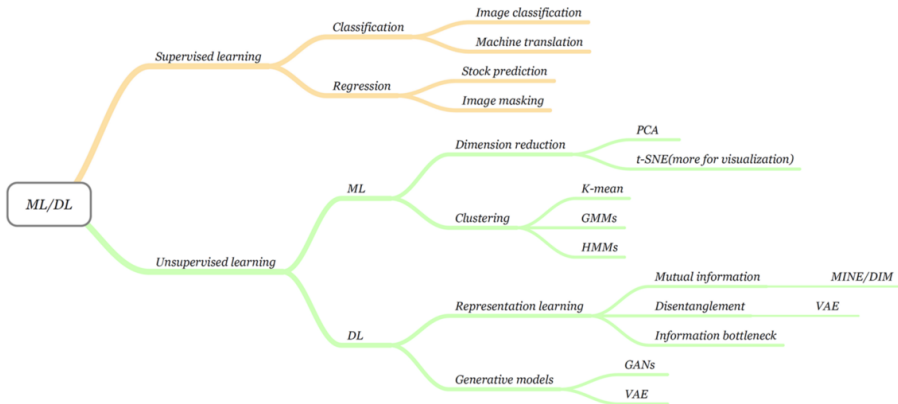 Image classification
Classification
Machine translation
Supervised learning
Stock prediction
Regression
Image masking
PCA
Dimension reduction
t-SNE(more for visualization)
ML
K-mean
ML/DL
Clustering
GMMs
HMMs
Unsupervised learning
Mutual information
MINE/DIM
Representation learning
Disentanglement
VAE
DL
Information bottleneck
GANs
Generative models
VAE